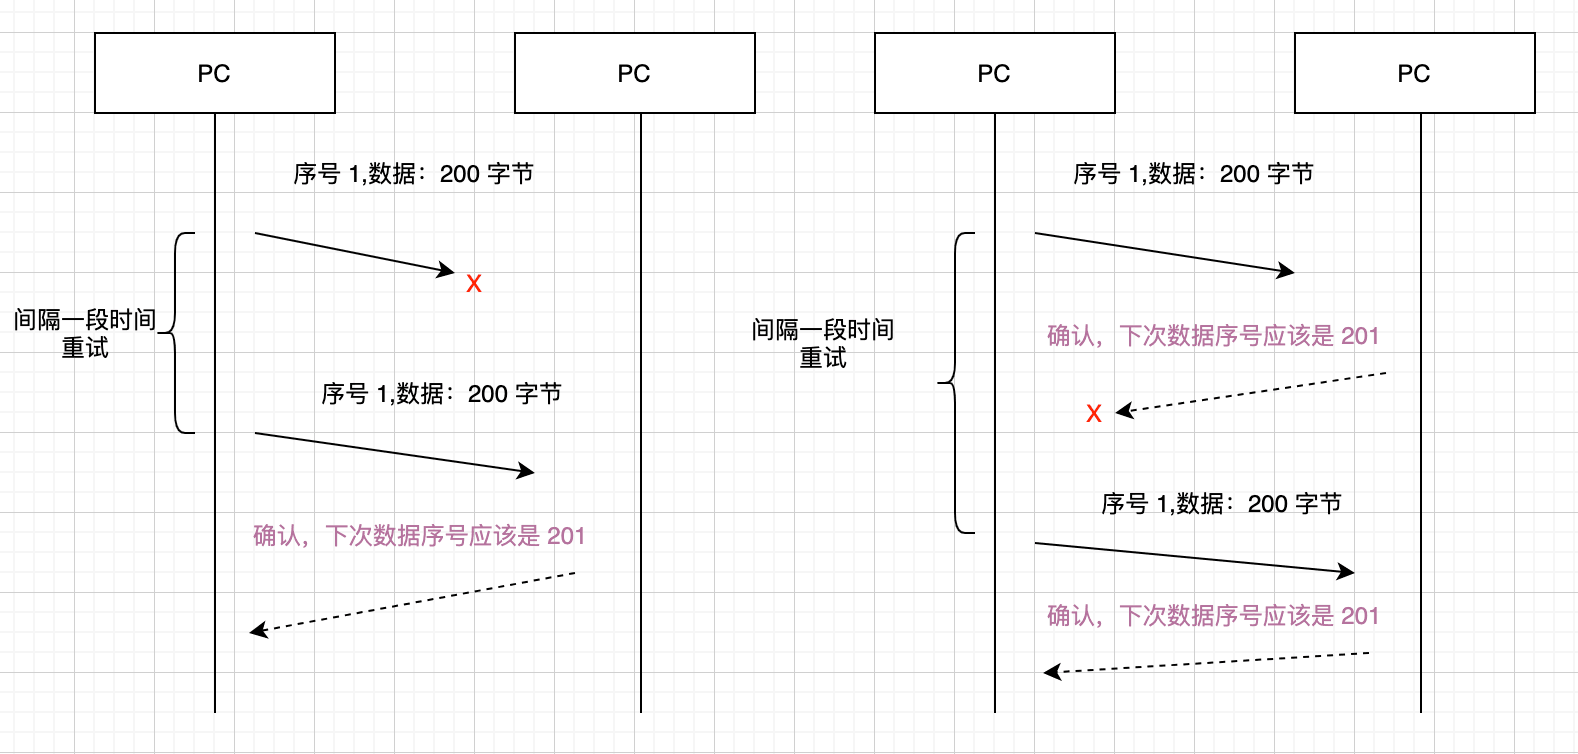 PC
PC
序号 1,数据：200 字节
间隔一段时间
重试
X
序号 1,数据：200 字节
确认，下次数据序号应该是 201
PC
PC
序号 1,数据：200 字节
间隔一段时间
重试
确认，下次数据序号应该是 201
X
序号 1,数据：200 字节
确认，下次数据序号应该是 201